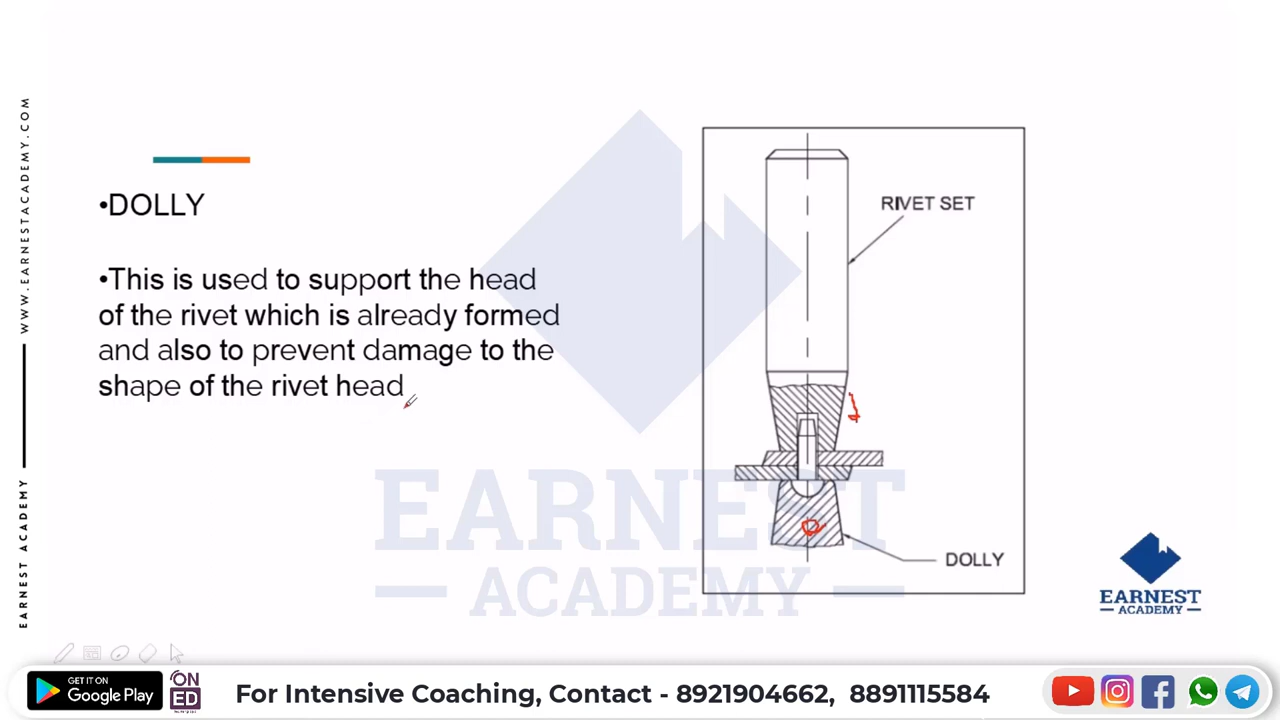 WWW.EARNESTACADEMY.COM
EARNEST ACADEMY
•DOLLY
•This is used to support the head
of the rivet which is already formed
and also to prevent damage to the
shape of the rivet head
RIVET SET
DOLLY
EARNEST
ACADEMY
EARNEST
ACADEMY
GET IT ON
Google Play
ON
ED
For Intensive Coaching, Contact - 8921904662, 8891115584